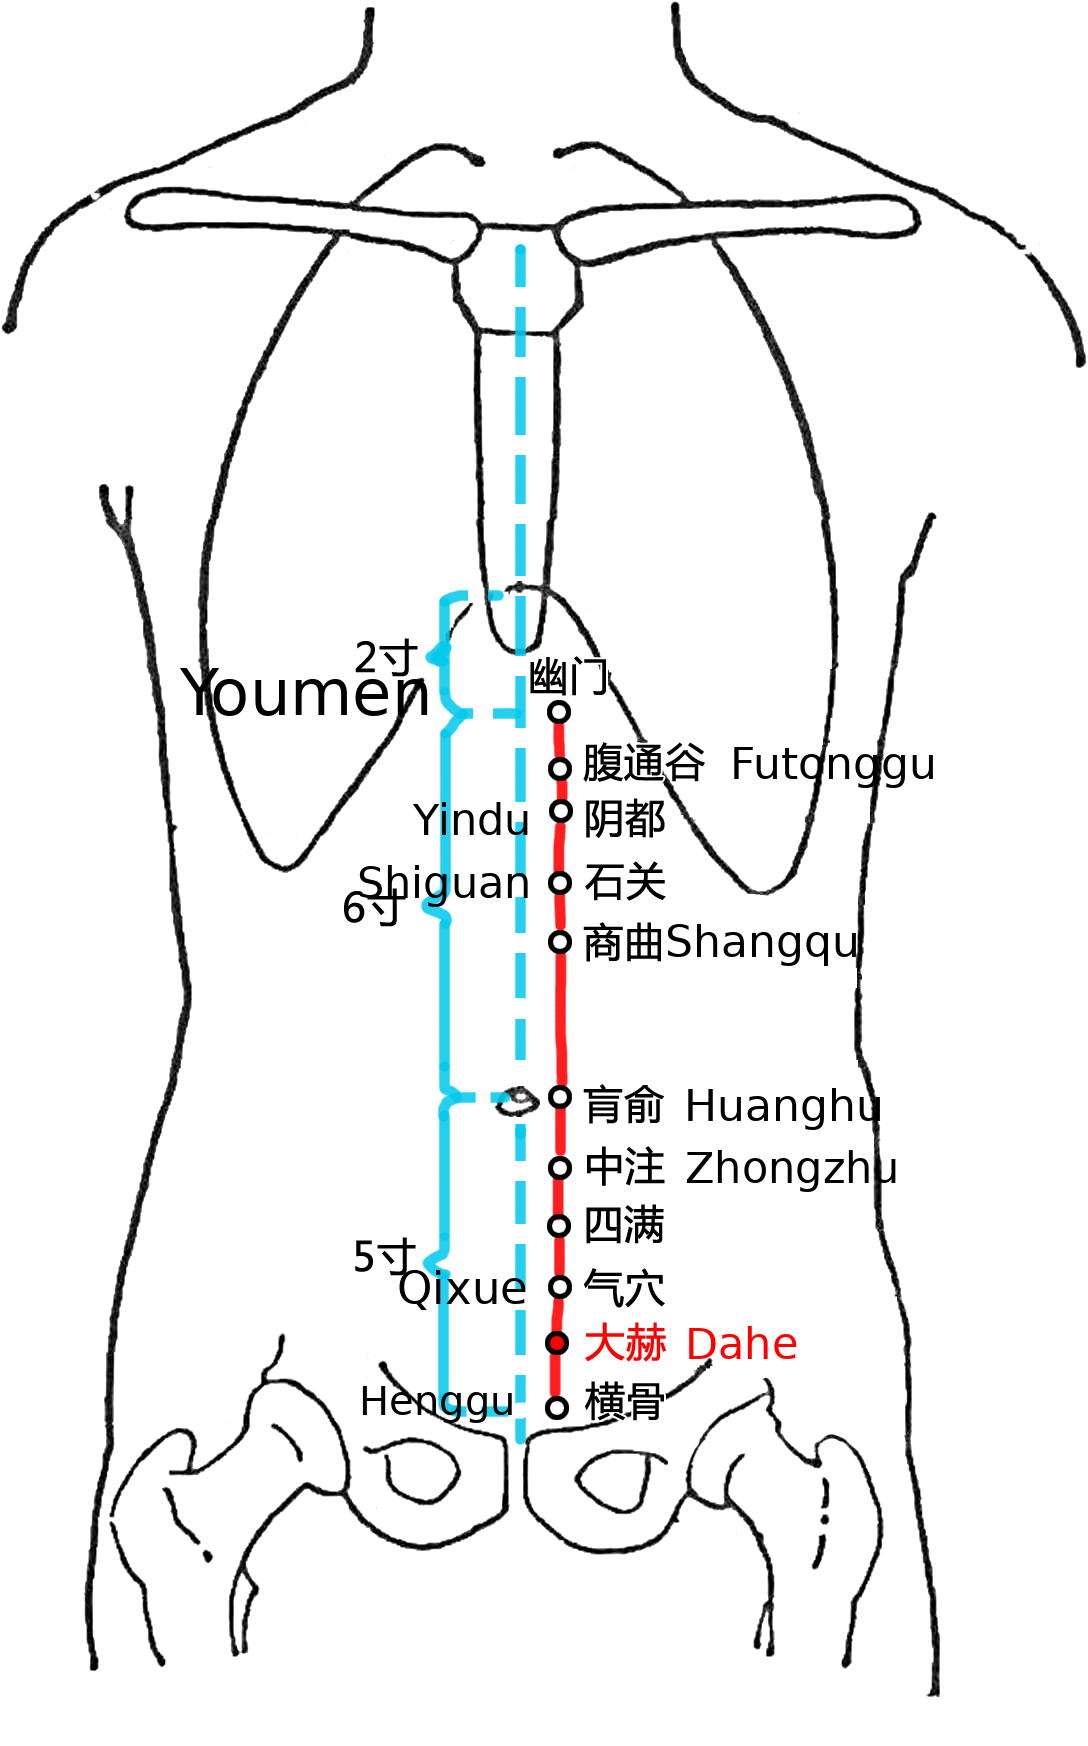 2寸
幽门
Youmen
腹通谷 Futonggu
Yindu 阴都
Shiguan 石关
6寸
商曲Shangqu
肓俞 Huanghu
中注 Zhongzhu
四满
5寸
Qixue 气穴
大赫 Dahe
Henggu 横骨